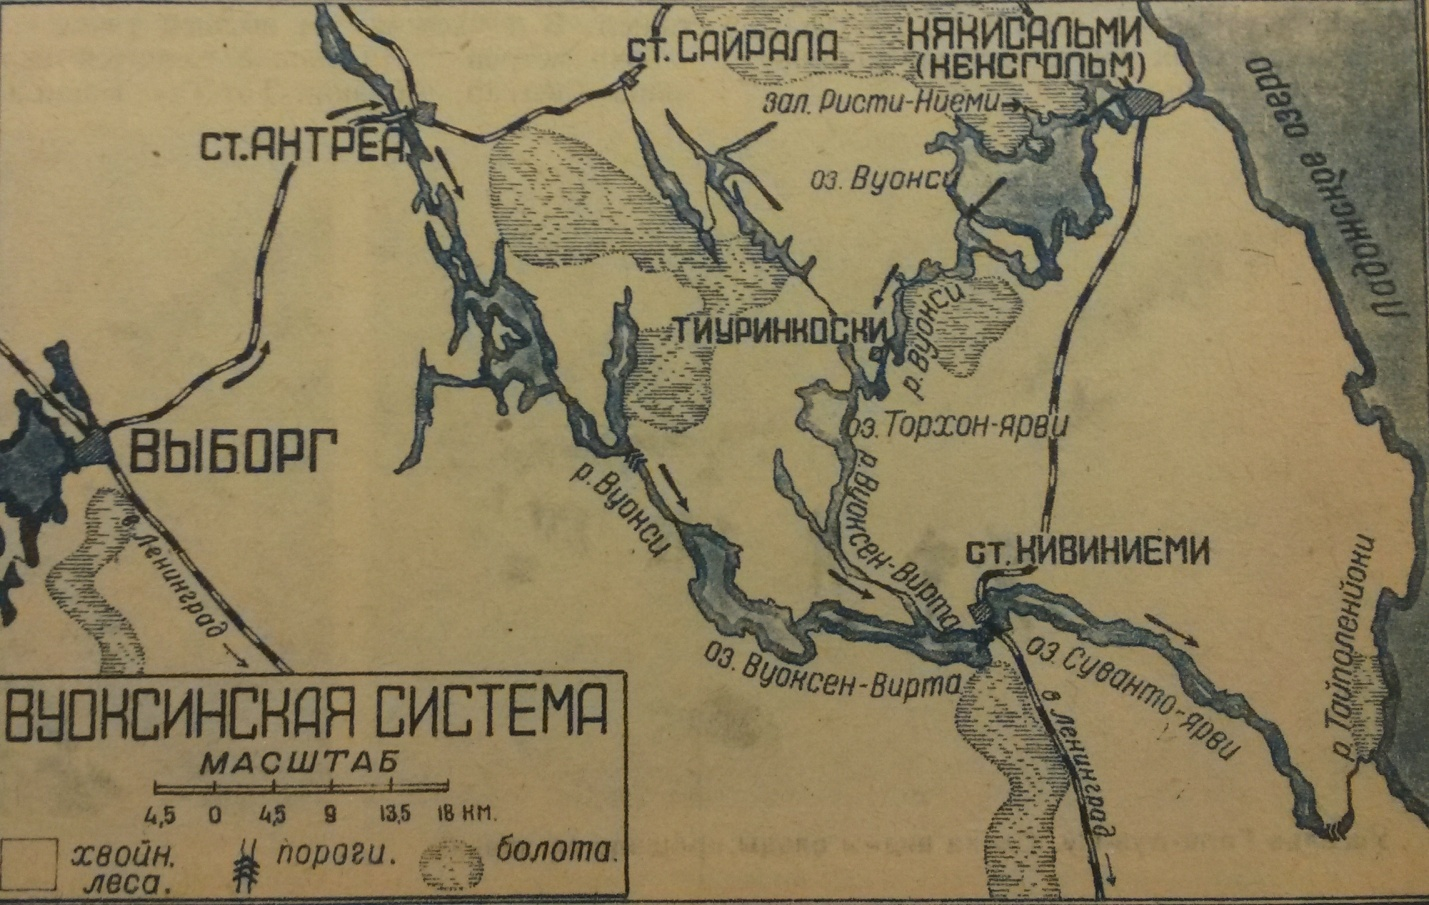 ст. САЙРАЛА
КЯКИСАЛЬМИ
(КЕКСГОЛЬМ)
зал. Ристи-Ниеми
ст. АНТРЕА
оз. Вуокси
Ладожское озеро
ТИУРИНКОСКИ
р. Вуокси
оз. Торхон-ярви
ВЫБОРГ
р. Вуокси
р. Вуоксен-Вирта
ст. КИВИНИЕМИ
в Ленинград
р. Тайполенйоки
оз. Вуоксен-Вирта
оз. Суванто-ярви
в Ленинград
ВУОКСИНСКАЯ СИСТЕМА
МАСШТАБ
4,5 0 4,5 9 13,5 18 КМ.
хвойн. леса.
пороги.
болота.